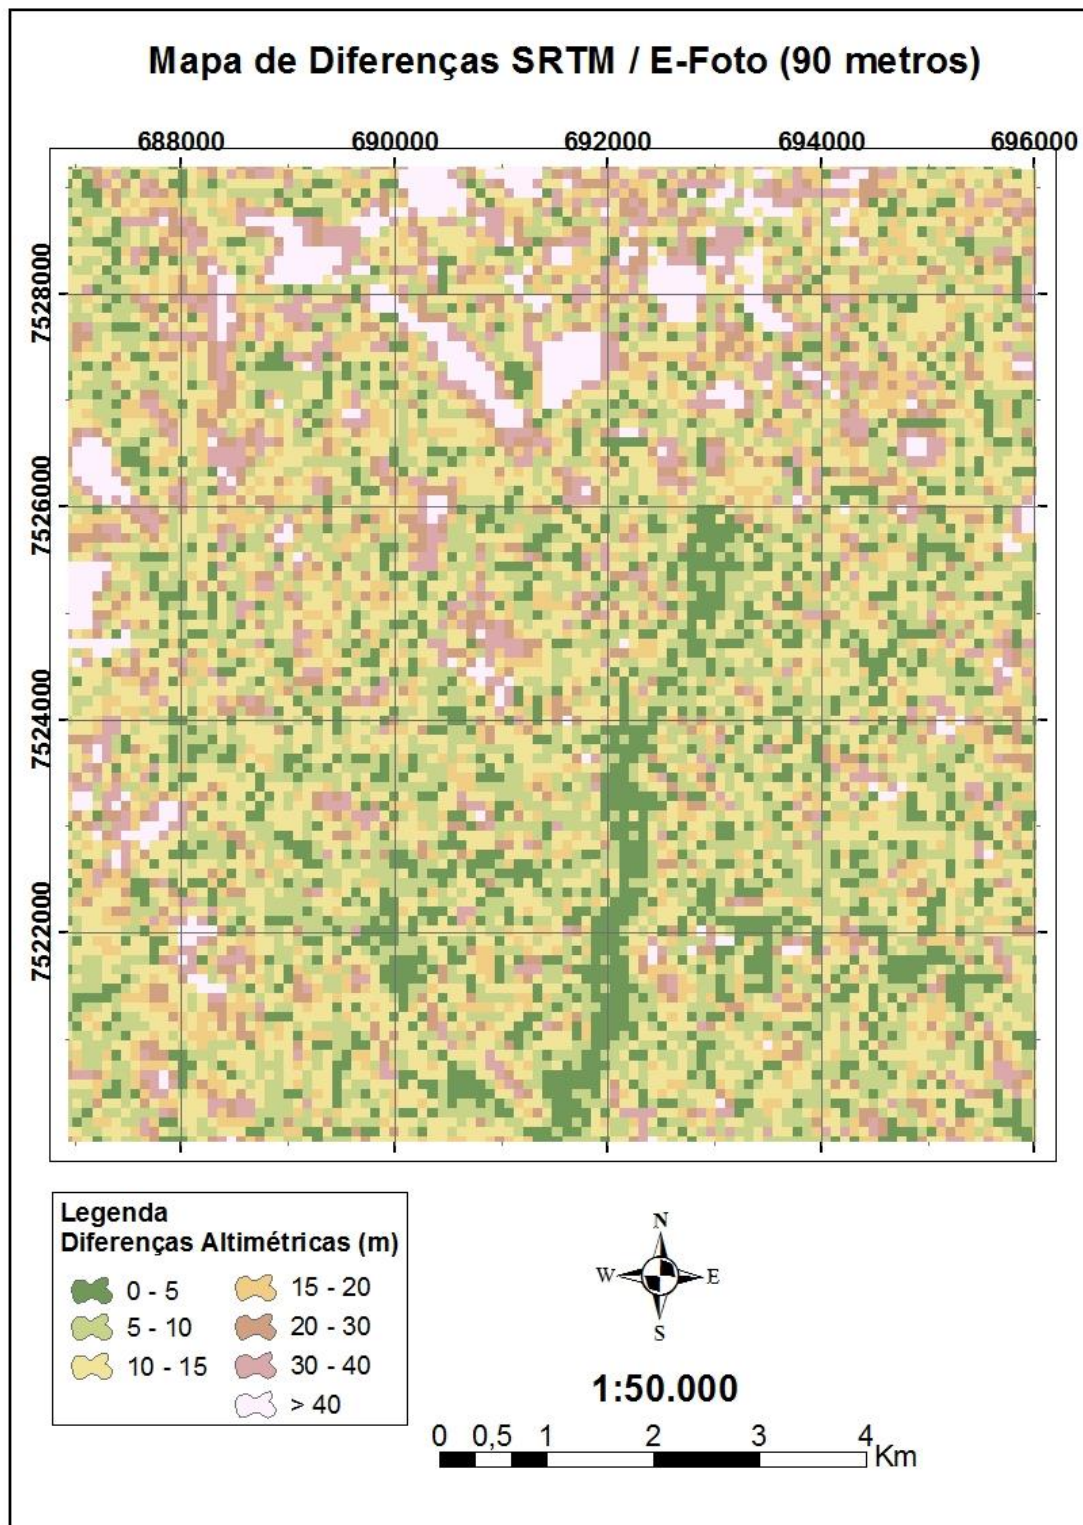 Mapa de Diferenças SRTM / E-Foto (90 metros)
688000 690000 692000 694000 696000
7528000
7526000
7524000
7522000
Legenda
Diferenças Altimétricas (m)
0 - 5 15 - 20
5 - 10 20 - 30
10 - 15 30 - 40
> 40
N
W E
S
1:50.000
0 0,5 1 2 3 4
Km